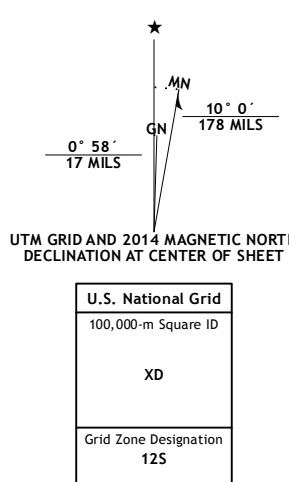 MN
GN
10° 0´
178 MILS
0° 58´
17 MILS
UTM GRID AND 2014 MAGNETIC NORT
DECLINATION AT CENTER OF SHEET
U.S. National Grid
100,000-m Square ID
XD
Grid Zone Designation
12S